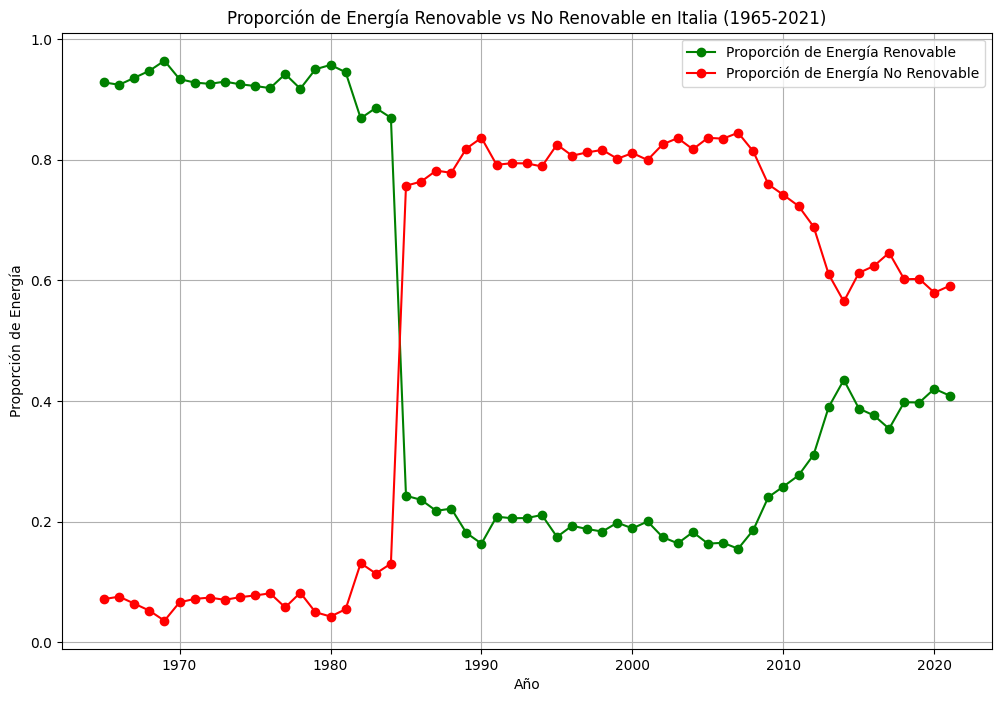 Proporción de Energía Renovable vs No Renovable en Italia (1965-2021)
Proporción de Energía Renovable
Proporción de Energía No Renovable
Proporción de Energía
1.0
0.8
0.6
0.4
0.2
0.0
1970 1980 1990 2000 2010 2020
Año